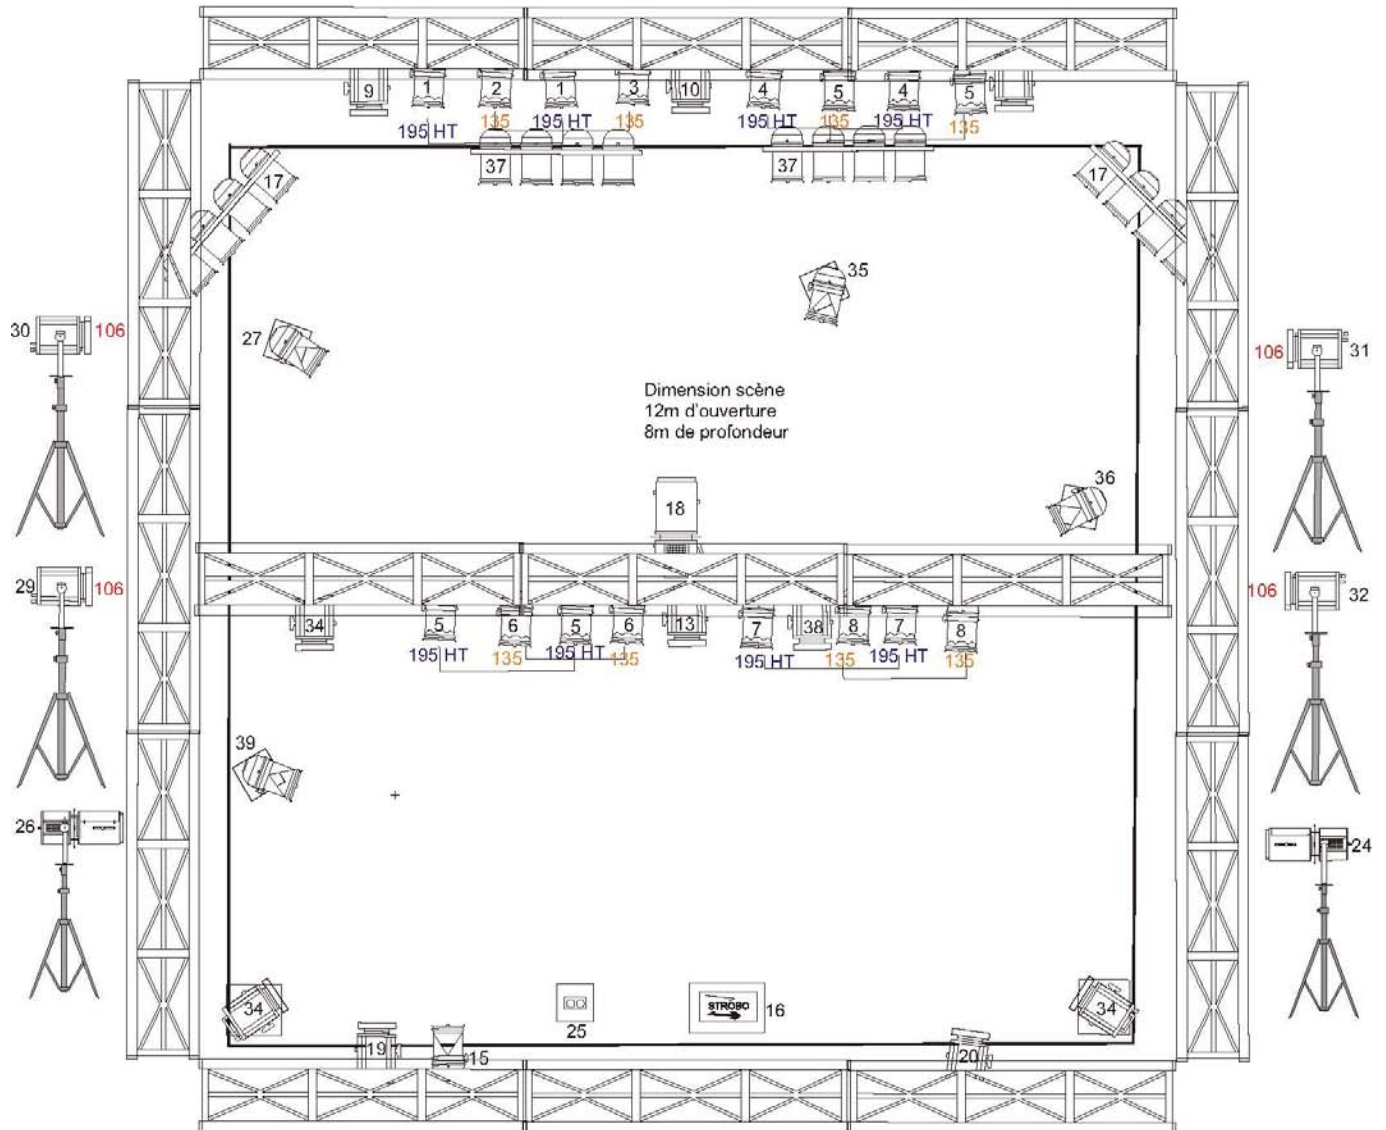 9 1 2 1 3 10 4 5 4 5
195 HT 135 195 HT 135 195 HT 135 195 HT 135
37 37
17 17
35
27
30 106
106 31
Dimension scène
12m d'ouverture
8m de profondeur
36
18
29 106
106 32
34 5 6 5 6 13 7 38 8 7 8
195 HT 135 195 HT 135 195 HT 135 195 HT 135
39
26
24
34 34
25
STROBO 16
19 15 20